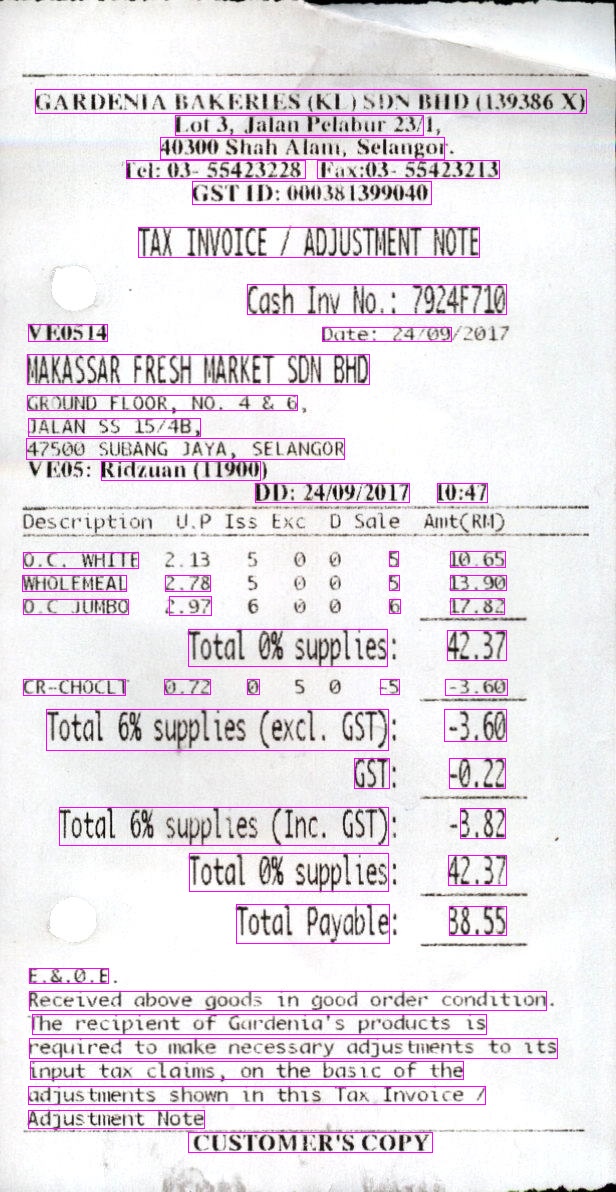 GARDENIA BAKERIES (KL) SDN BHD (139386 X)
Lot 3, Jalan Pelabur 23/1,
40300 Shah Alam, Selangor.
Tel: 03- 55423228 Fax:03- 55423213
GST ID: 000381399040
TAX INVOICE / ADJUSTMENT NOTE
Cash Inv No.: 7924F710
VE0514 Date: 24/09/2017
MAKASSAR FRESH MARKET SDN BHD
GROUND FLOOR, NO. 4 & 6,
JALAN SS 15/4B,
47500 SUBANG JAYA, SELANGOR
VE05: Ridzuan (11900)
DD: 24/09/2017 10:47
Description U.P Iss Exc D Sale Amt(RM)
O.C. WHITE 2.13 5 0 0 5 10.65
WHOLEMEAL 2.78 5 0 0 5 13.90
O.C JUMBO 2.97 6 0 0 6 17.82
Total 0% supplies: 42.37
CR-CHOCLT 0.72 0 5 0 -5 -3.60
Total 6% supplies (excl. GST): -3.60
GST: -0.22
Total 6% supplies (Inc. GST): -3.82
Total 0% supplies: 42.37
Total Payable: 38.55
E.&.O.E.
Received above goods in good order condition.
The recipient of Gardenia's products is
required to make necessary adjustments to its
input tax claims, on the basic of the
adjustments shown in this Tax Invoice /
Adjustment Note
CUSTOMER'S COPY